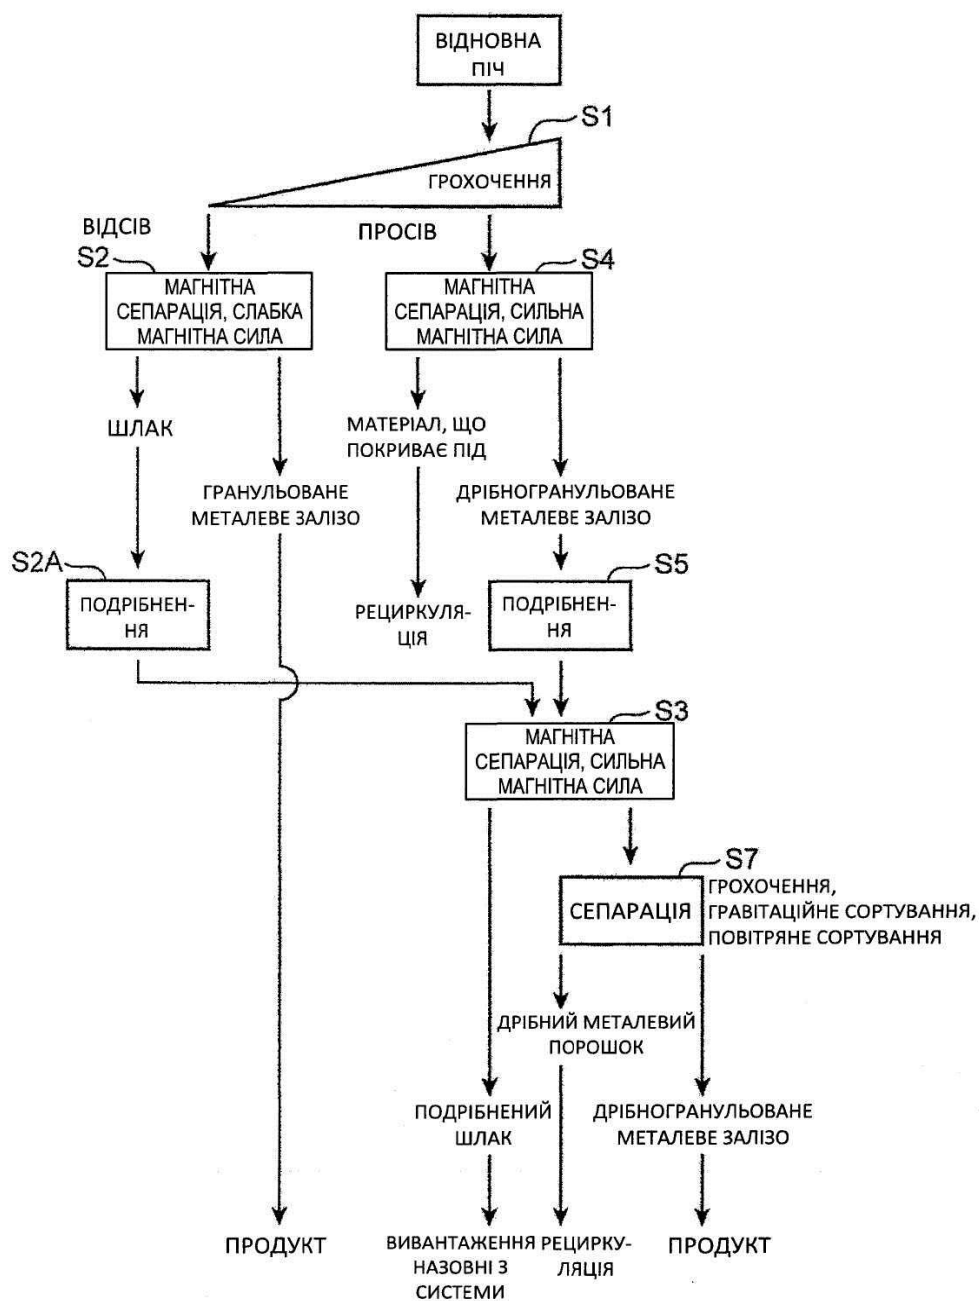 ВІДНОВНА
ПІЧ
S1
ГРОХОЧЕННЯ
ВІДСІВ
ПРОСІВ
S2
S4
МАГНІТНА
СЕПАРАЦІЯ, СЛАБКА
МАГНІТНА СИЛА
МАГНІТНА
СЕПАРАЦІЯ, СИЛЬНА
МАГНІТНА СИЛА
ШЛАК
МАТЕРІАЛ, ЩО
ПОКРИВАЄ ПІД
ГРАНУЛЬОВАНЕ
МЕТАЛЕВЕ ЗАЛІЗО
ДРІБНОГРАНУЛЬОВАНЕ
МЕТАЛЕВЕ ЗАЛІЗО
S2A
S5
ПОДРІБНЕН-
НЯ
РЕЦИРКУЛЯ-
ЦІЯ
ПОДРІБНЕН-
НЯ
S3
МАГНІТНА
СЕПАРАЦІЯ, СИЛЬНА
МАГНІТНА СИЛА
S7
СЕПАРАЦІЯ
ГРОХОЧЕННЯ,
ГРАВІТАЦІЙНЕ СОРТУВАННЯ,
ПОВІТРЯНЕ СОРТУВАННЯ
ДРІБНИЙ МЕТАЛЕВИЙ
ПОРОШОК
ПОДРІБНЕНИЙ
ШЛАК
ДРІБНОГРАНУЛЬОВАНЕ
МЕТАЛЕВЕ ЗАЛІЗО
ПРОДУКТ
ВИВАНТАЖЕННЯ
НАЗОВНІ З
СИСТЕМИ
РЕЦИРКУ-
ЛЯЦІЯ
ПРОДУКТ